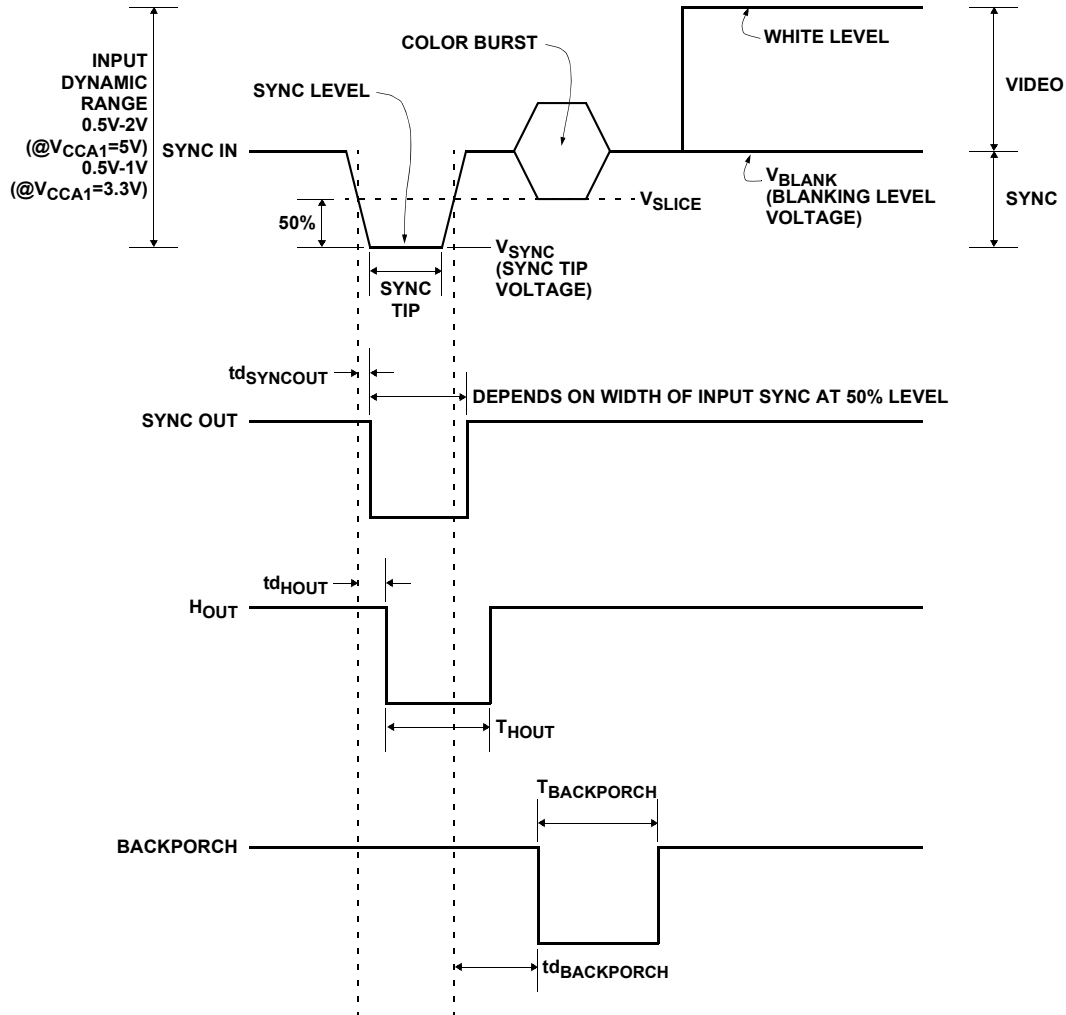 INPUT
DYNAMIC
RANGE
0.5V-2V
(@VCCA1=5V)
0.5V-1V
(@VCCA1=3.3V)
SYNC IN
SYNC LEVEL
COLOR BURST
WHITE LEVEL
VIDEO
50%
VSLICE
VBLANK
(BLANKING LEVEL
VOLTAGE)
SYNC
VSYNC
(SYNC TIP
VOLTAGE)
SYNC
TIP
tdSYNCOUT
DEPENDS ON WIDTH OF INPUT SYNC AT 50% LEVEL
SYNC OUT
tdHOUT
HOUT
THOUT
TBACKPORCH
BACKPORCH
tdBACKPORCH